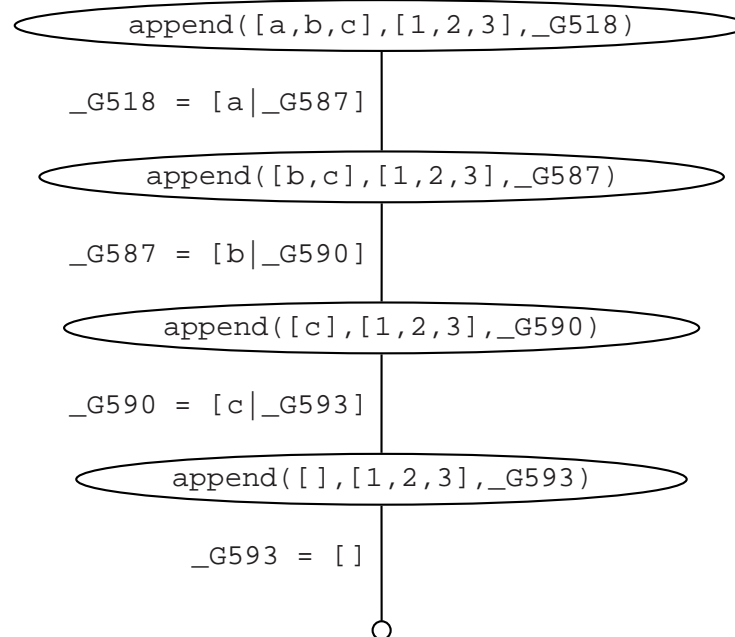 append([a,b,c],[1,2,3],_G518)
_G518 = [a|_G587]
append([b,c],[1,2,3],_G587)
_G587 = [b|_G590]
append([c],[1,2,3],_G590)
_G590 = [c|_G593]
append([],[1,2,3],_G593)
_G593 = []